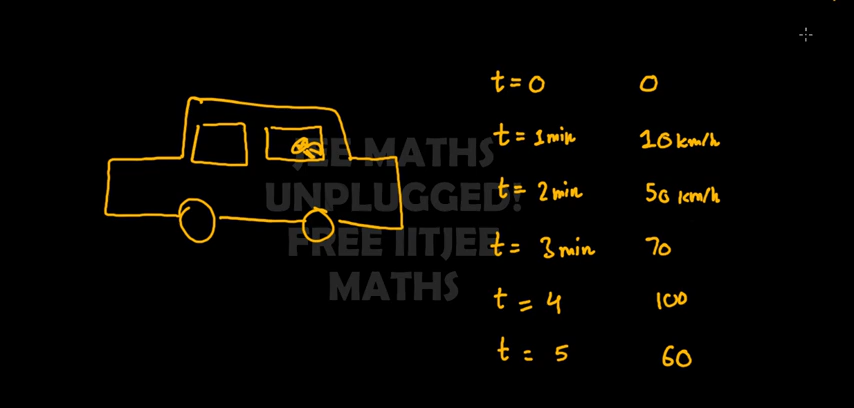 t = 0 0
t = 1 min 10 km/h
t = 2 min 50 km/h
t = 3 min 70
t = 4 100
t = 5 60
JEE MATHS
UNPLUGGED!
FREE IITJEE
MATHS